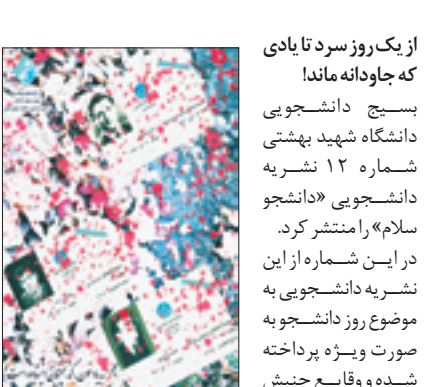 از یک روز سرد تا یادی
که جاودانه ماند!
بسیج دانشجویی
دانشگاه شهید بهشتی
شماره ۱۲ نشریه
دانشجویی «دانشجو
سلام» را منتشر کرد.
در این شماره از این
نشریه دانشجویی به
موضوع روز دانشجو به
صورت ویژه پرداخته
شده و وقایع جنبش